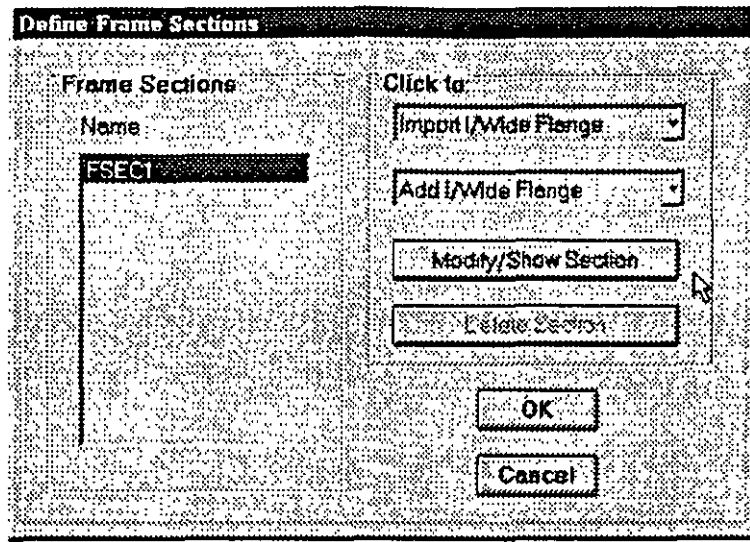 Define Frame Sections
Frame Sections
Name
FSEC1
Click to:
Import I/Wide Flange
Add I/Wide Flange
Modify/Show Section
Delete Section
OK
Cancel